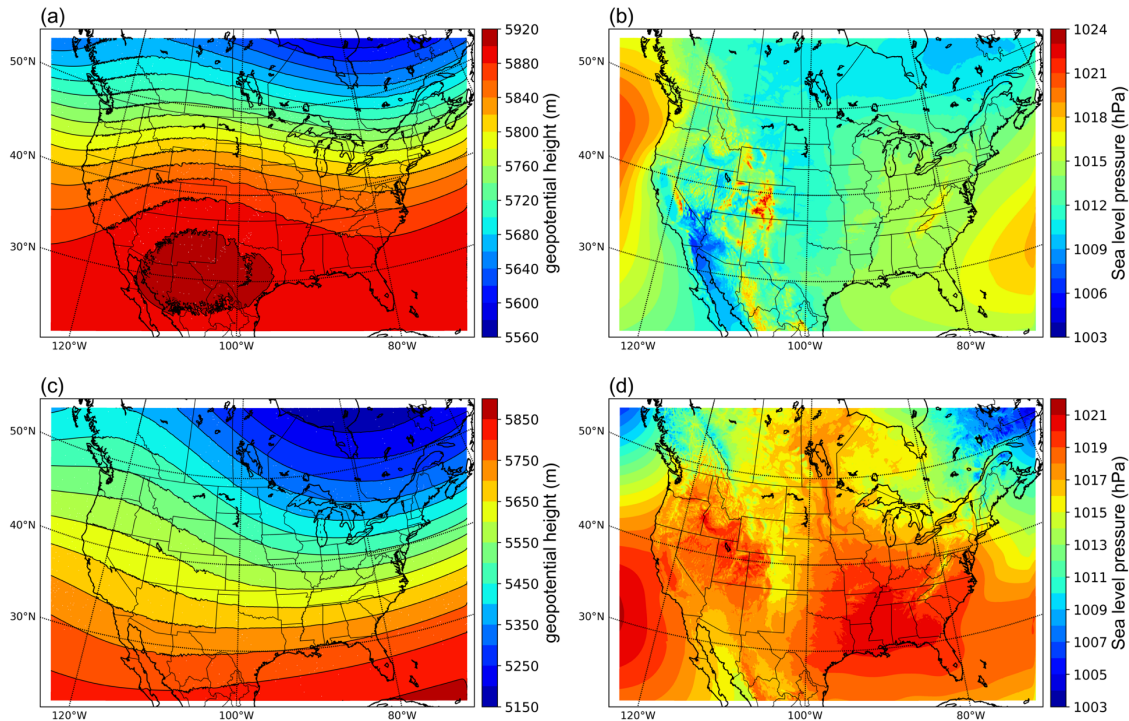 (a)
50°N
40°N
30°N
120°W 100°W 80°W
5920
5880
5840
5800
5760
5720
5680
5640
5600
5560
geopotential height (m)
(b)
50°N
40°N
30°N
120°W 100°W 80°W
1024
1021
1018
1015
1012
1009
1006
1003
Sea level pressure (hPa)
(c)
50°N
40°N
30°N
120°W 100°W 80°W
5850
5750
5650
5550
5450
5350
5250
5150
geopotential height (m)
(d)
50°N
40°N
30°N
120°W 100°W 80°W
1021
1019
1017
1015
1013
1011
1009
1007
1005
1003
Sea level pressure (hPa)